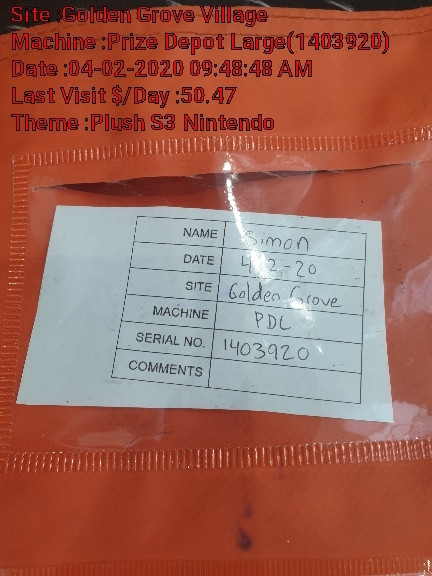 Site :Golden Grove Village
Machine :Prize Depot Large(1403920)
Date :04-02-2020 09:48:48 AM
Last Visit $/Day :50.47
Theme :Plush S3 Nintendo
NAME Simon
DATE 4-2-20
SITE Golden Grove
MACHINE PDL
SERIAL NO. 1403920
COMMENTS